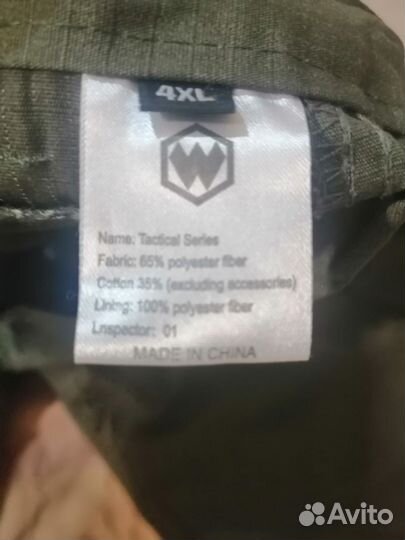 4XL
W
Name: Tactical Series
Fabric: 65% polyester fiber
Cotton 35% (excluding accessories)
Lining: 100% polyester fiber
Lnspector: 01
MADE IN CHINA
Avito